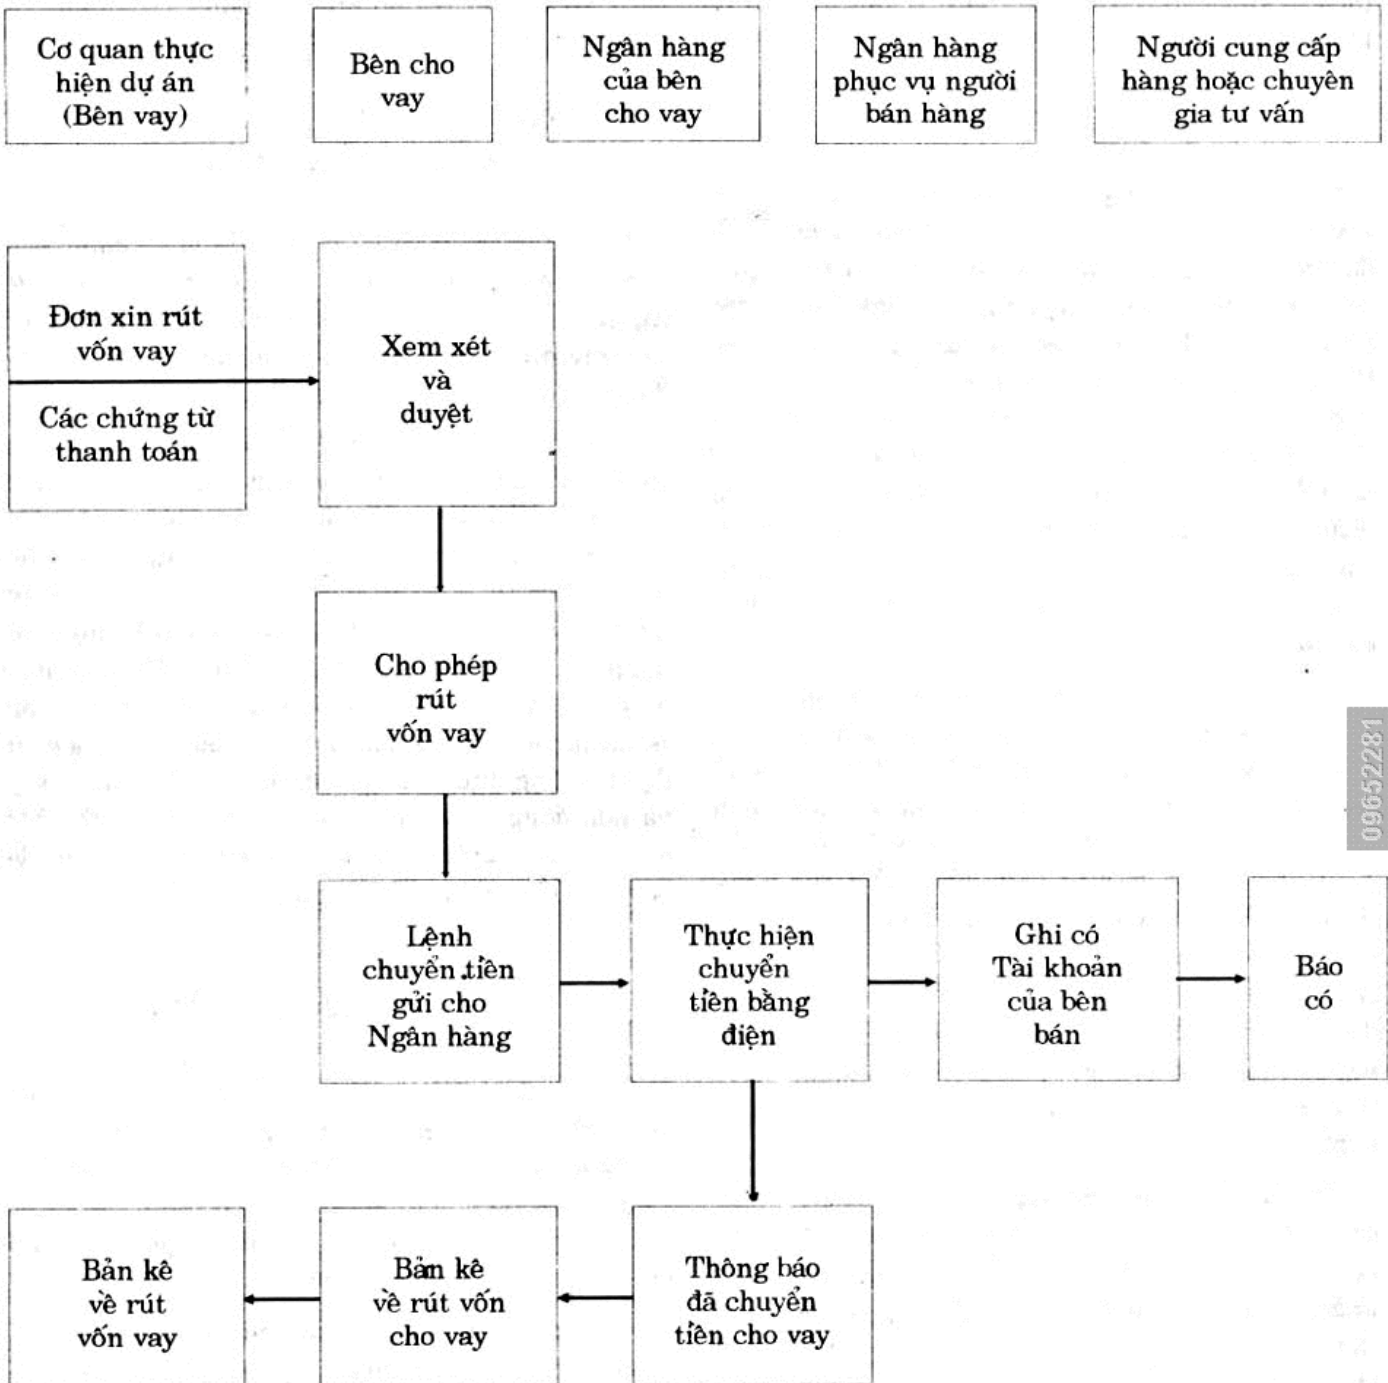 Cơ quan thực
hiện dự án
(Bên vay)
Bên cho
vay
Ngân hàng
của bên
cho vay
Ngân hàng
phục vụ người
bán hàng
Người cung cấp
hàng hoặc chuyên
gia tư vấn
Đơn xin rút
vốn vay
Các chứng từ
thanh toán
Xem xét
và
duyệt
Cho phép
rút
vốn vay
Lệnh
chuyển tiền
gửi cho
Ngân hàng
Thực hiện
chuyển
tiền bằng
điện
Ghi có
Tài khoản
của bên
bán
Báo
có
Bản kê
về rút
vốn vay
Bản kê
về rút vốn
cho vay
Thông báo
đã chuyển
tiền cho vay
09652281